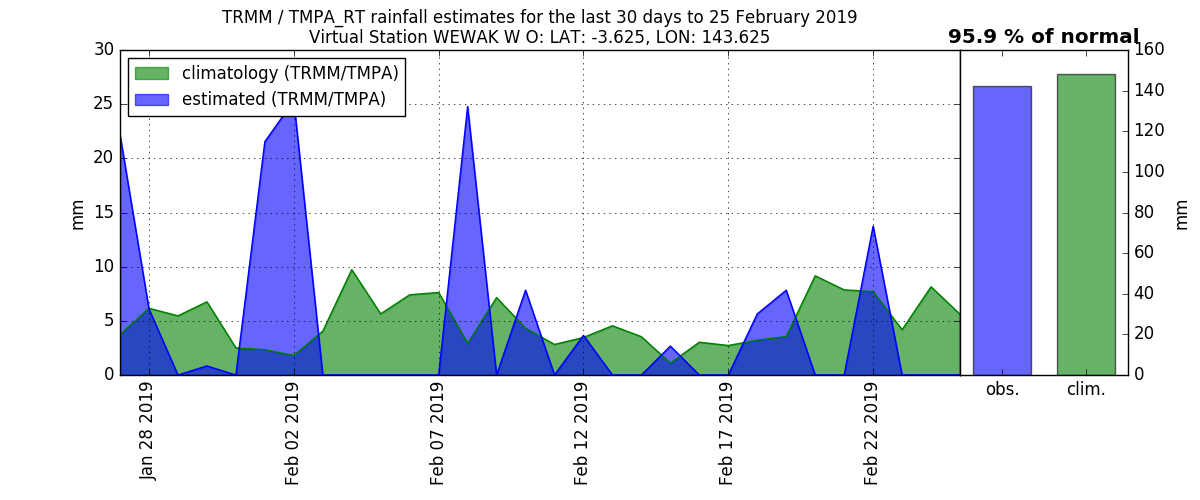 TRMM / TMPA_RT rainfall estimates for the last 30 days to 25 February 2019
Virtual Station WEWAK W O: LAT: -3.625, LON: 143.625
95.9 % of normal
climatology (TRMM/TMPA)
estimated (TRMM/TMPA)
30
25
20
15
10
5
0
mm
Jan 28 2019
Feb 02 2019
Feb 07 2019
Feb 12 2019
Feb 17 2019
Feb 22 2019
160
140
120
100
80
60
40
20
0
mm
obs.
clim.